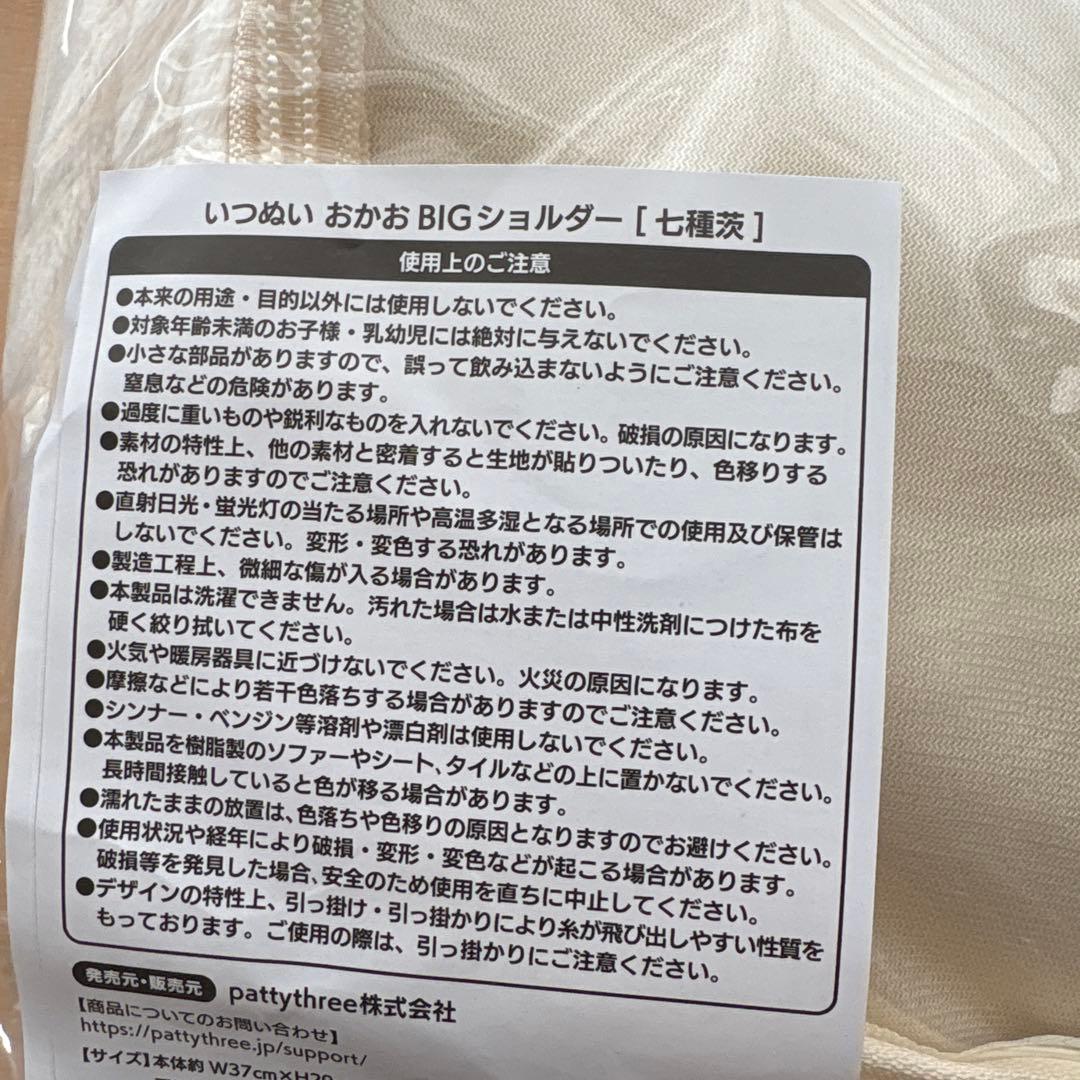 いつぬい おかお BIGショルダー [ 七種茨 ]
使用上のご注意
●本来の用途・目的以外には使用しないでください。
●対象年齢未満のお子様・乳幼児には絶対に与えないでください。
●小さな部品がありますので、誤って飲み込まないようにご注意ください。
窒息などの危険があります。
●過度に重いものや鋭利なものを入れないでください。破損の原因になります。
●素材の特性上、他の素材と密着すると生地が貼りついたり、色移りする
恐れがありますのでご注意ください。
●直射日光・蛍光灯の当たる場所や高温多湿となる場所での使用及び保管は
しないでください。変形・変色する恐れがあります。
●製造工程上、微細な傷が入る場合があります。
●本製品は洗濯できません。汚れた場合は水または中性洗剤につけた布を
硬く絞り拭いてください。
●火気や暖房器具に近づけないでください。火災の原因になります。
●摩擦などにより若干色落ちする場合がありますのでご注意ください。
●シンナー・ベンジン等溶剤や漂白剤は使用しないでください。
●本製品を樹脂製のソファーやシート、タイルなどの上に置かないでください。
長時間接触していると色が移る場合があります。
●濡れたままの放置は、色落ちや色移りの原因となりますのでお避けください。
●使用状況や経年により破損・変形・変色などが起こる場合があります。
破損等を発見した場合、安全のため使用を直ちに中止してください。
●デザインの特性上、引っ掛け・引っ掛かりにより糸が飛び出しやすい性質を
もっております。ご使用の際は、引っ掛かりにご注意ください。
発売元・販売元 pattythree株式会社
【商品についてのお問い合わせ】
https://pattythree.jp/support/
【サイズ】本体約 W37cm×H